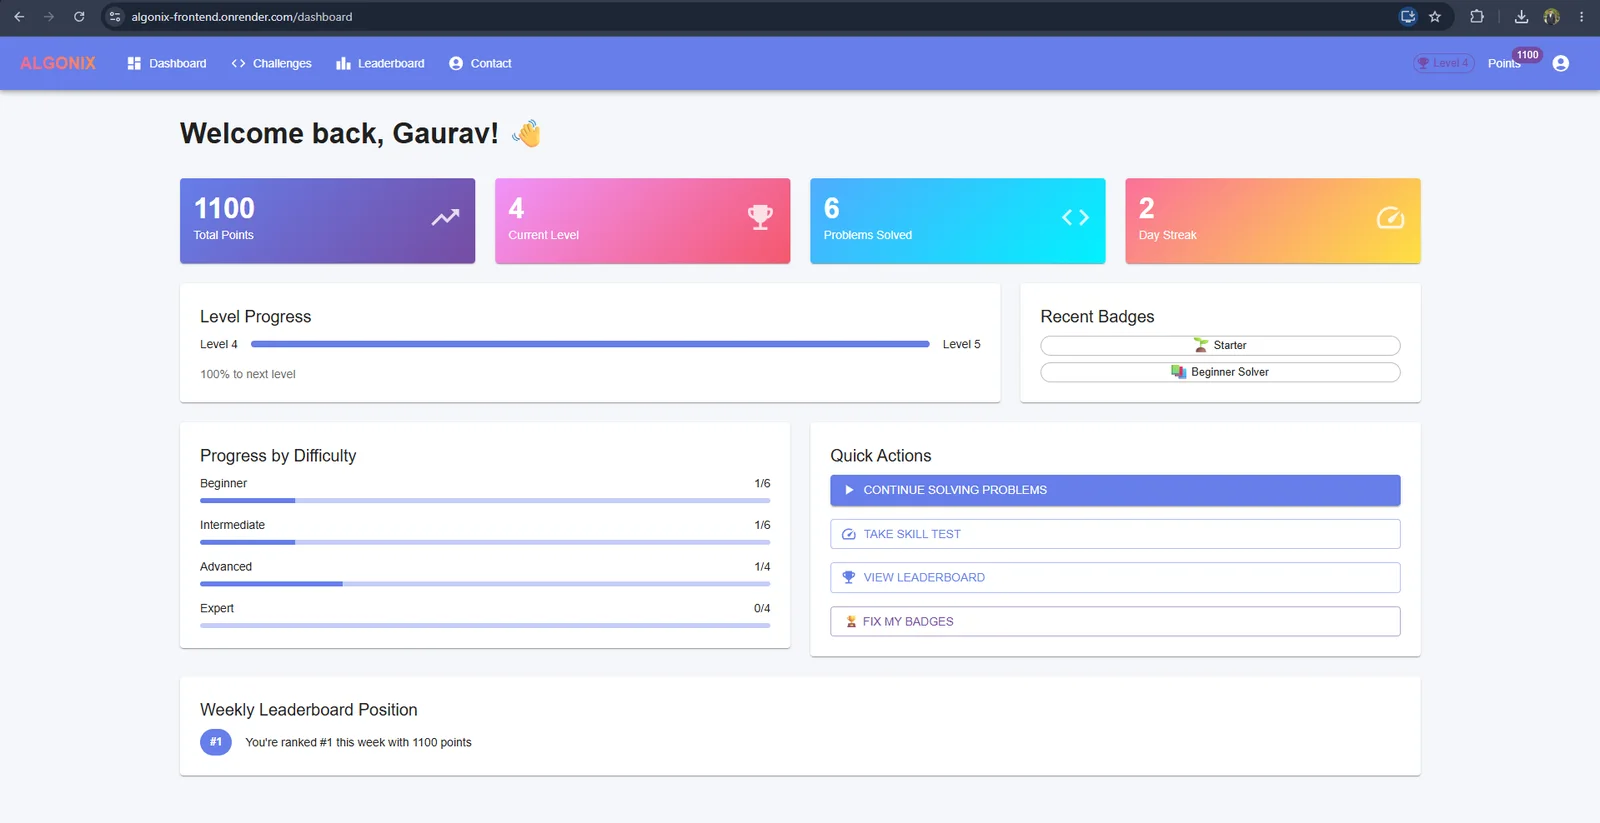 algonix-frontend.onrender.com/dashboard
ALGONIX Dashboard Challenges Leaderboard Contact Level 4 Points 1100
Welcome back, Gaurav! 👋
1100
Total Points
4
Current Level
6
Problems Solved
2
Day Streak
Level Progress
Level 4 Level 5
100% to next level
Recent Badges
🌱 Starter
📚 Beginner Solver
Progress by Difficulty
Beginner 1/6
Intermediate 1/6
Advanced 1/4
Expert 0/4
Quick Actions
CONTINUE SOLVING PROBLEMS
TAKE SKILL TEST
VIEW LEADERBOARD
🏆 FIX MY BADGES
Weekly Leaderboard Position
#1 You're ranked #1 this week with 1100 points